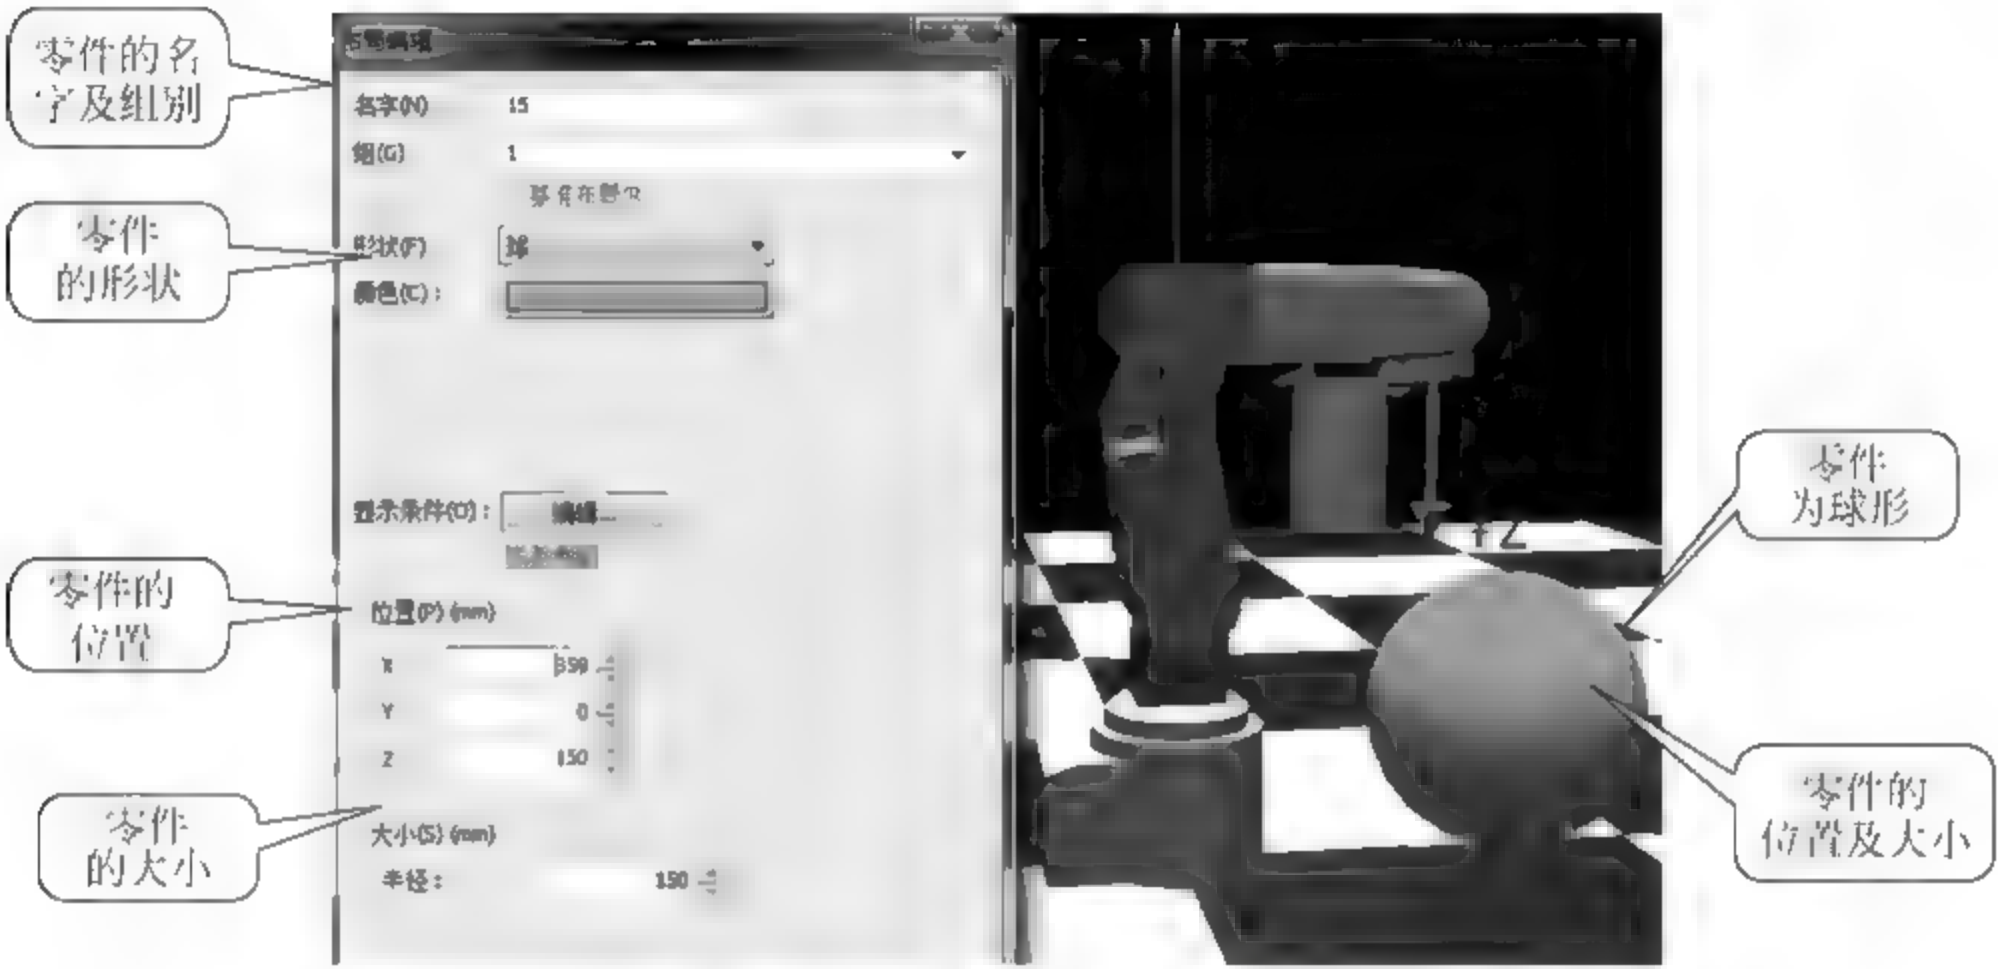 零件的名
字及组别
名字(N) 15
组(G) 1
零件
的形状
形状(F) 球
颜色(C):
显示条件(O): 编辑...
零件的
位置
位置(P) (mm)
X
Y 0
Z 150
零件
的大小
大小(S) (mm)
半径: 150
Z
零件
为球形
零件的
位置及大小